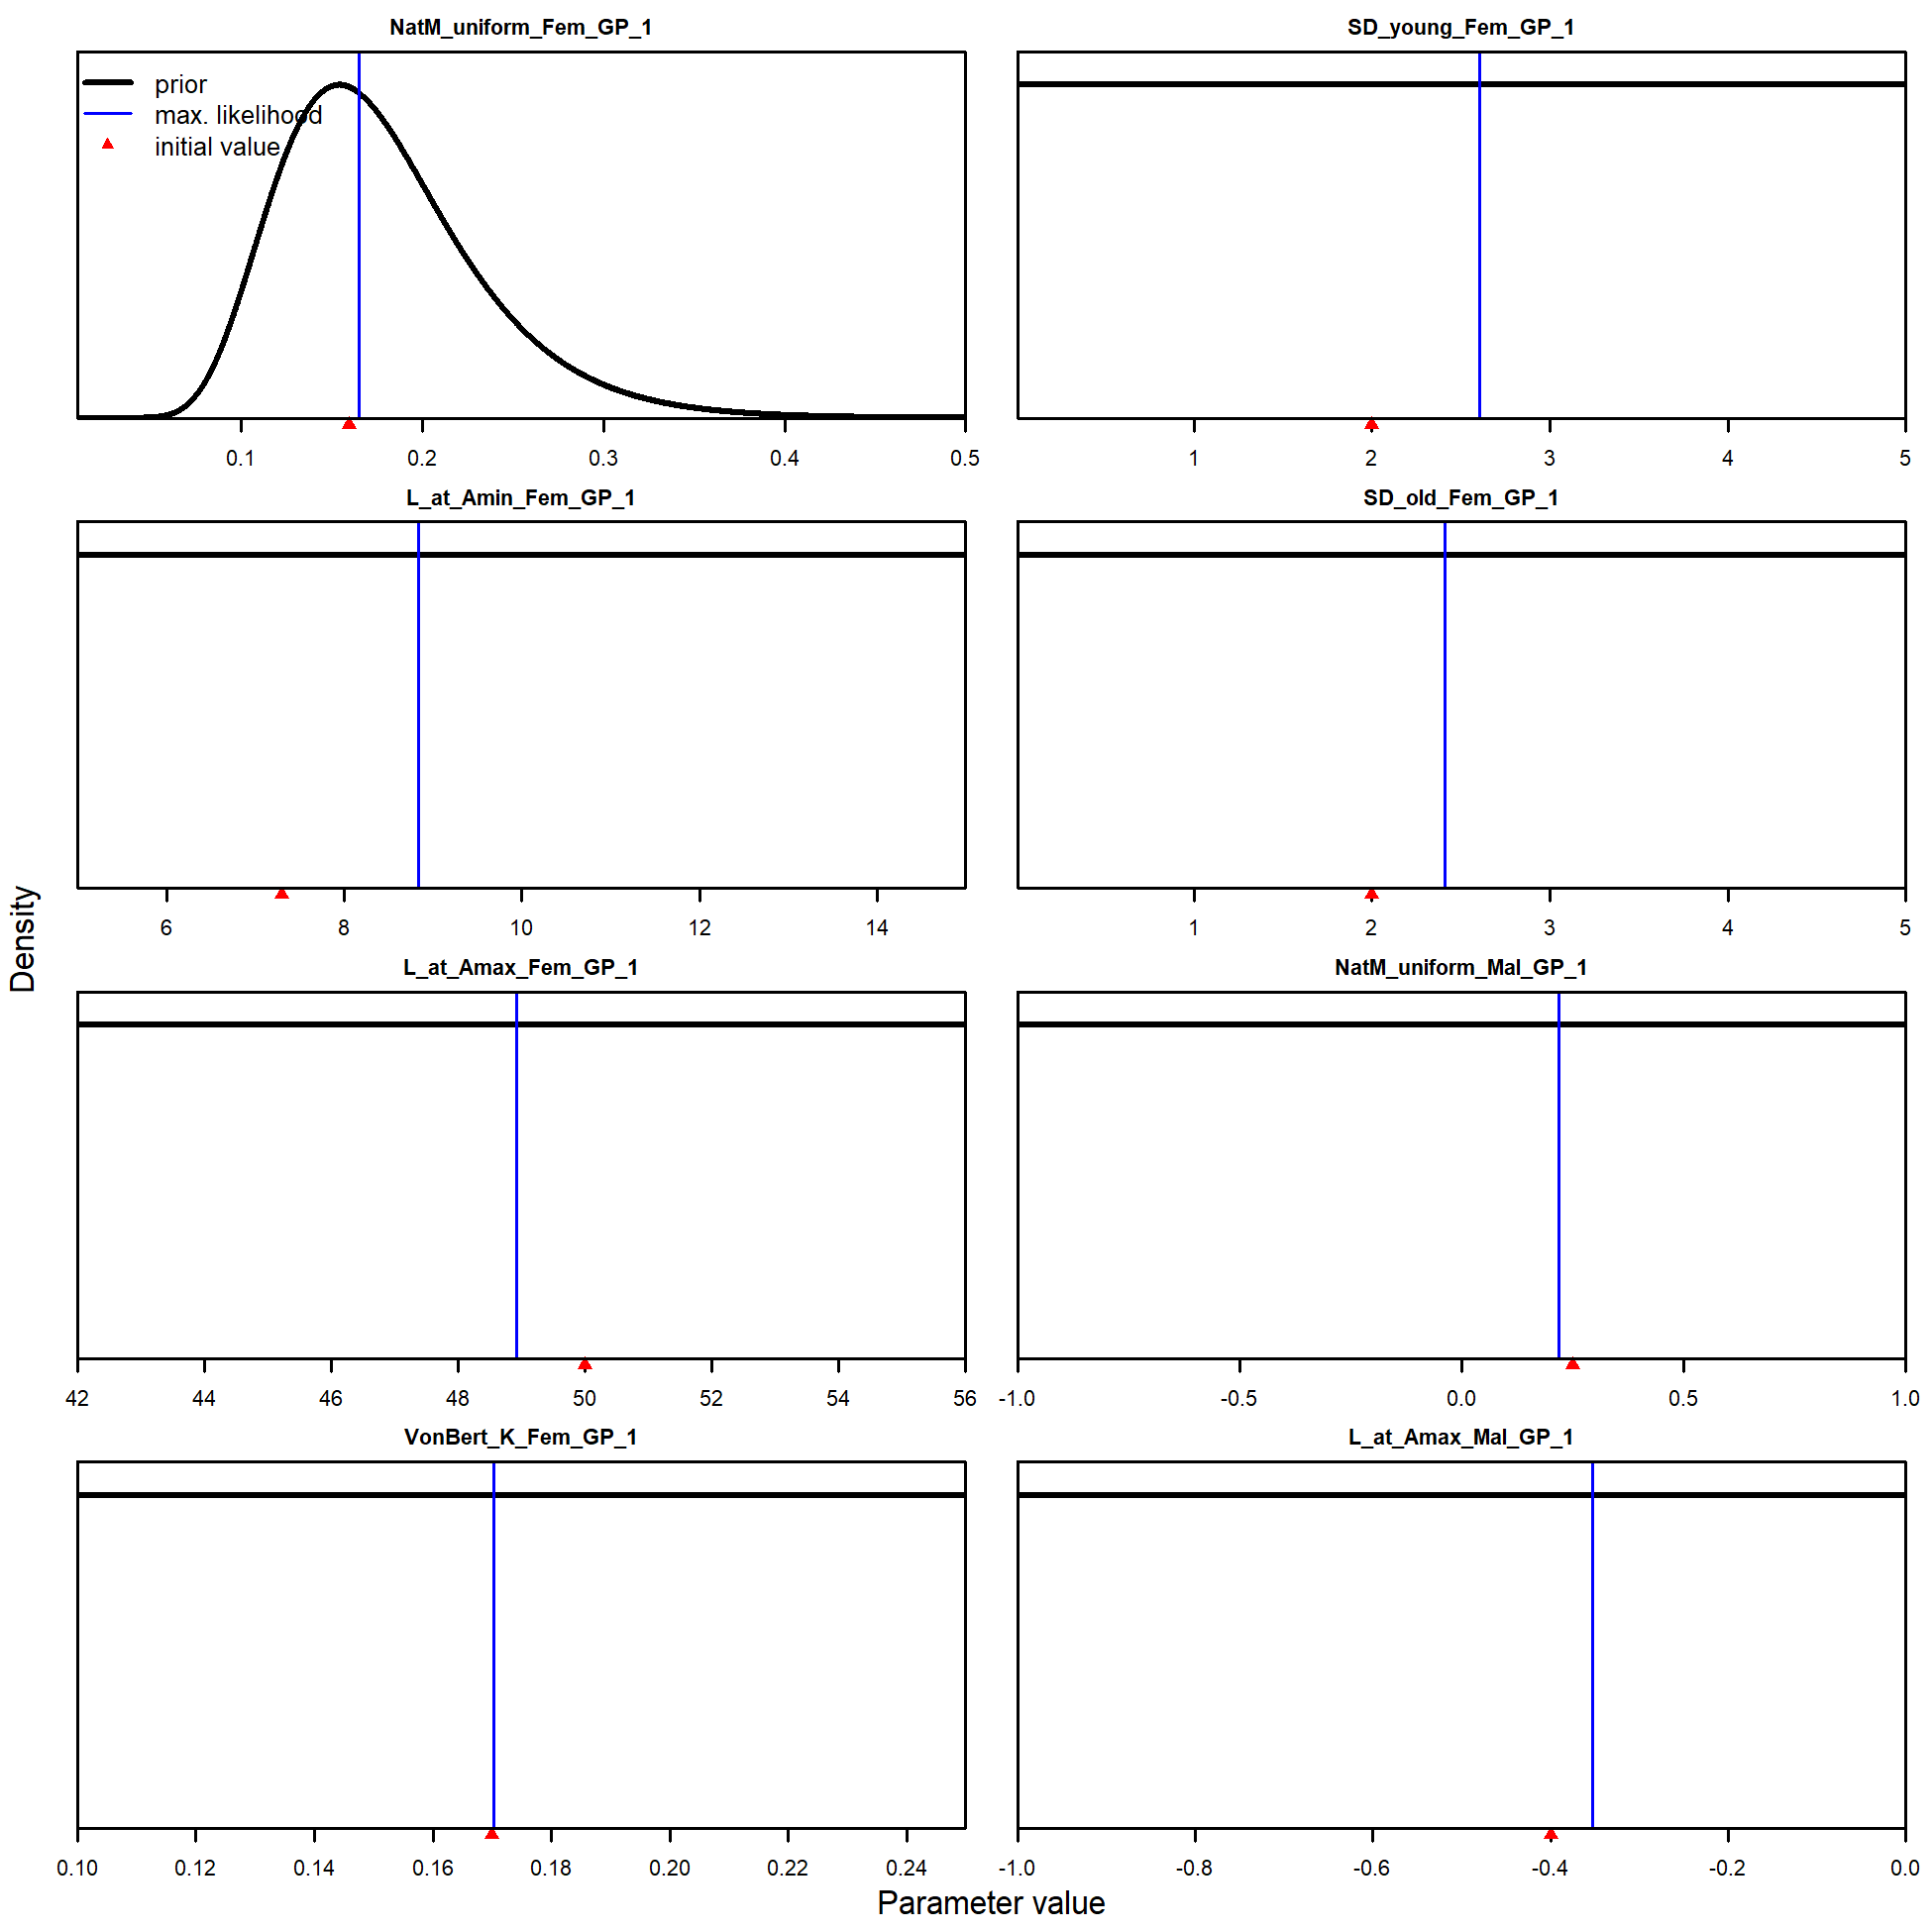 NatM_uniform_Fem_GP_1
prior
max. likelihood
initial value
0.1 0.2 0.3 0.4 0.5
SD_young_Fem_GP_1
1 2 3 4 5
L_at_Amin_Fem_GP_1
6 8 10 12 14
SD_old_Fem_GP_1
1 2 3 4 5
L_at_Amax_Fem_GP_1
42 44 46 48 50 52 54 56
NatM_uniform_Mal_GP_1
-1.0 -0.5 0.0 0.5 1.0
VonBert_K_Fem_GP_1
0.10 0.12 0.14 0.16 0.18 0.20 0.22 0.24
L_at_Amax_Mal_GP_1
-1.0 -0.8 -0.6 -0.4 -0.2 0.0
Density
Parameter value